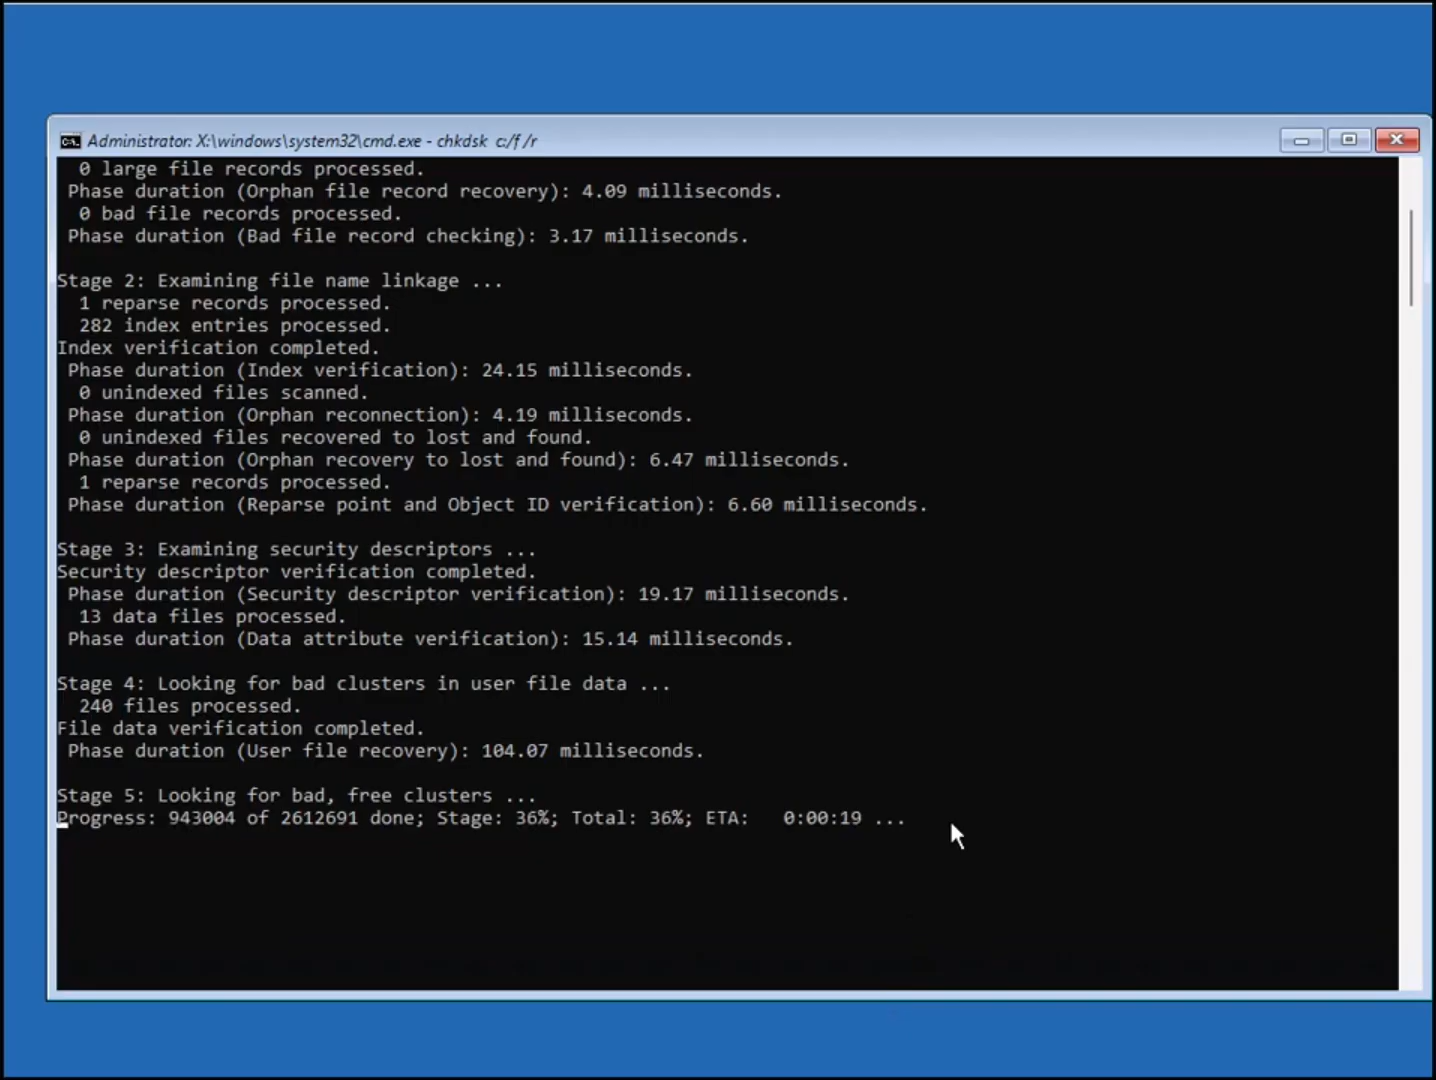 Administrator: X:\windows\system32\cmd.exe - chkdsk c:/f /r
0 large file records processed.
Phase duration (Orphan file record recovery): 4.09 milliseconds.
0 bad file records processed.
Phase duration (Bad file record checking): 3.17 milliseconds.
Stage 2: Examining file name linkage ...
1 reparse records processed.
282 index entries processed.
Index verification completed.
Phase duration (Index verification): 24.15 milliseconds.
0 unindexed files scanned.
Phase duration (Orphan reconnection): 4.19 milliseconds.
0 unindexed files recovered to lost and found.
Phase duration (Orphan recovery to lost and found): 6.47 milliseconds.
1 reparse records processed.
Phase duration (Reparse point and Object ID verification): 6.60 milliseconds.
Stage 3: Examining security descriptors ...
Security descriptor verification completed.
Phase duration (Security descriptor verification): 19.17 milliseconds.
13 data files processed.
Phase duration (Data attribute verification): 15.14 milliseconds.
Stage 4: Looking for bad clusters in user file data ...
240 files processed.
File data verification completed.
Phase duration (User file recovery): 104.07 milliseconds.
Stage 5: Looking for bad, free clusters ...
Progress: 943004 of 2612691 done; Stage: 36%; Total: 36%; ETA:   0:00:19 ...